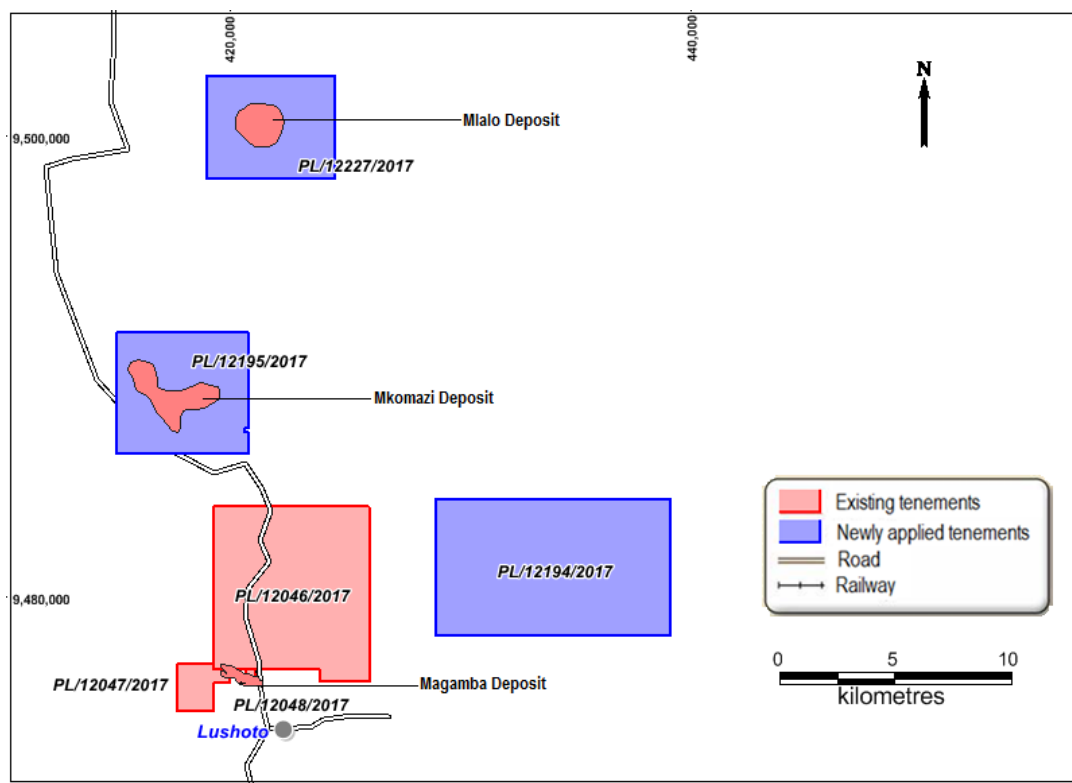 420,000
440,000
N
Mlalo Deposit
9,500,000
PL/12227/2017
PL/12195/2017
Mkomazi Deposit
Existing tenements
Newly applied tenements
Road
Railway
PL/12194/2017
PL/12046/2017
9,480,000
0 5 10
kilometres
PL/12047/2017
Magamba Deposit
PL/12048/2017
Lushoto